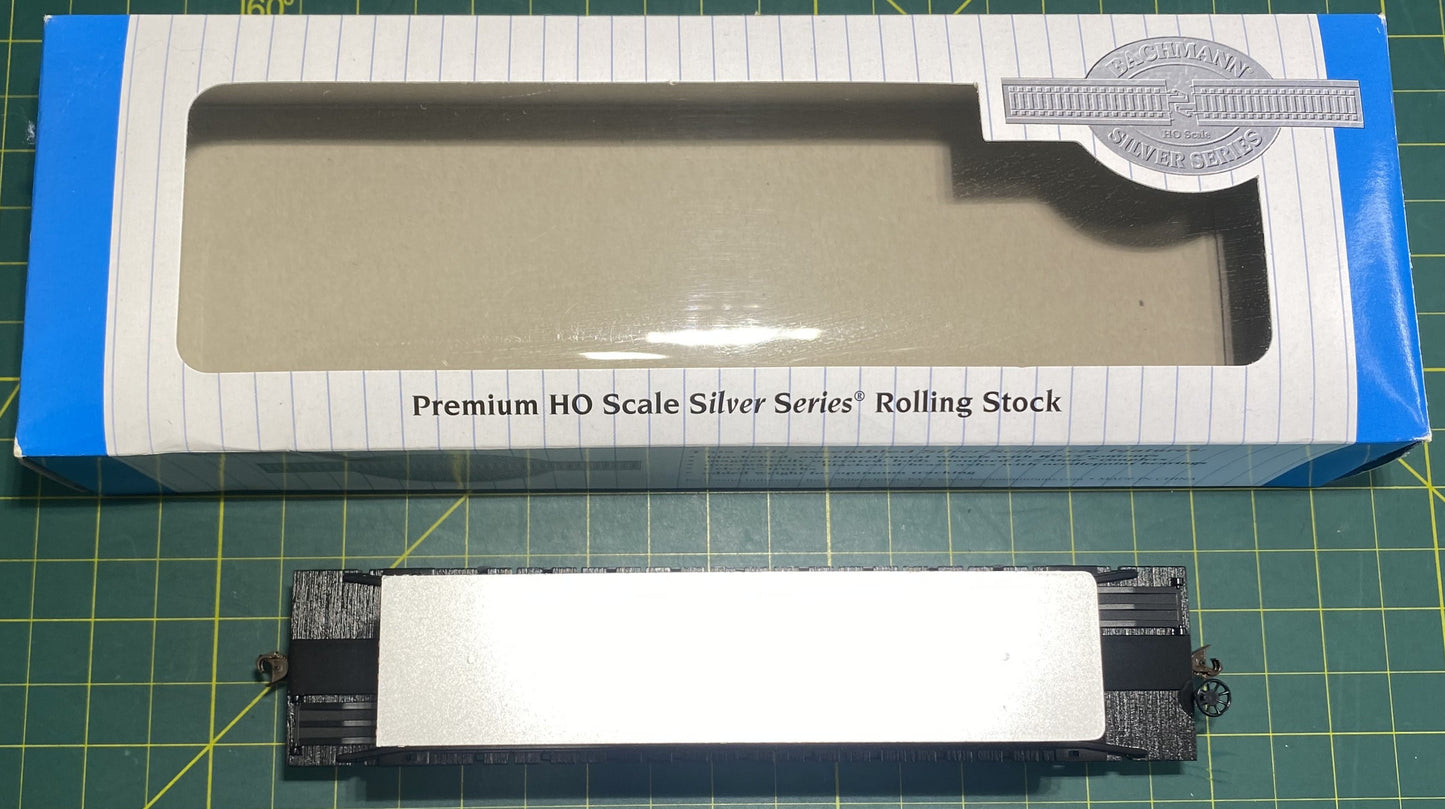 60°
BACHMANN
HO Scale
SILVER SERIES
Premium HO Scale Silver Series® Rolling Stock